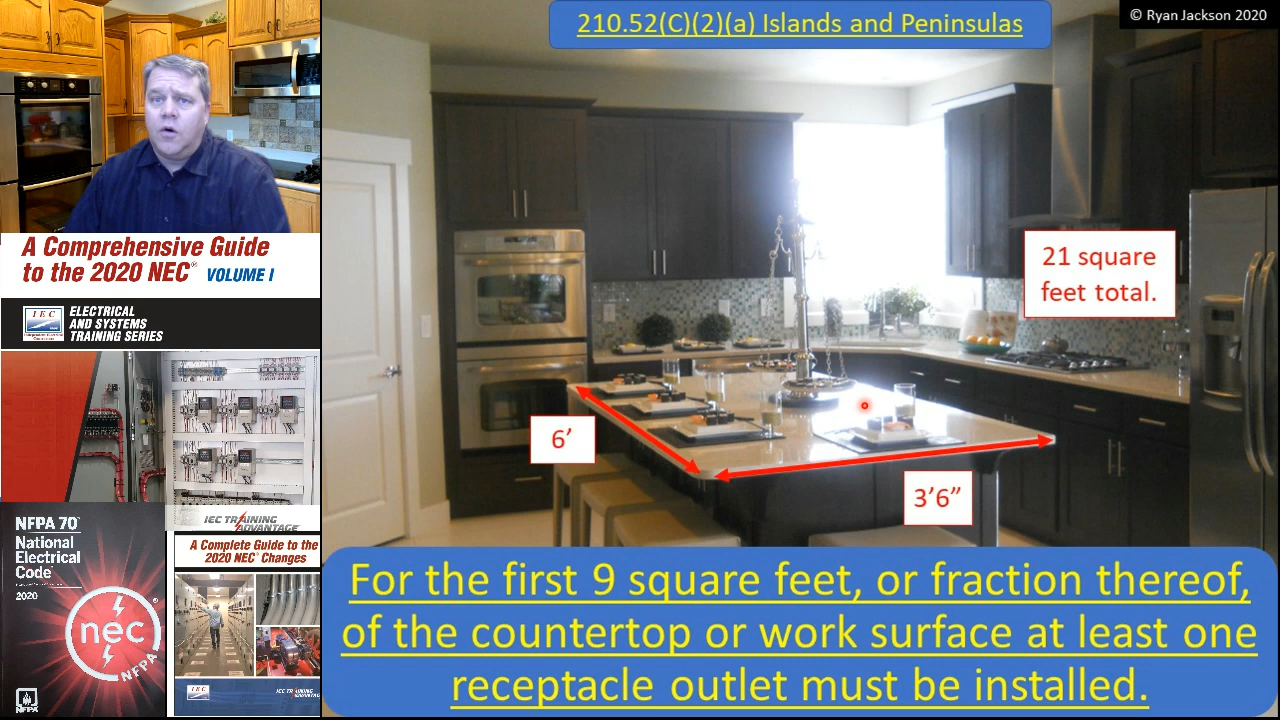 210.52(C)(2)(a) Islands and Peninsulas
© Ryan Jackson 2020
A Comprehensive Guide
to the 2020 NEC® VOLUME I
IEC
ELECTRICAL
AND SYSTEMS
TRAINING SERIES
IEC TRAINING
ADVANTAGE
NFPA 70™
National
Electrical
Code
2020
nec®
NFPA
A Complete Guide to the
2020 NEC® Changes
IEC
21 square
feet total.
6’
3’6”
For the first 9 square feet, or fraction thereof,
of the countertop or work surface at least one
receptacle outlet must be installed.